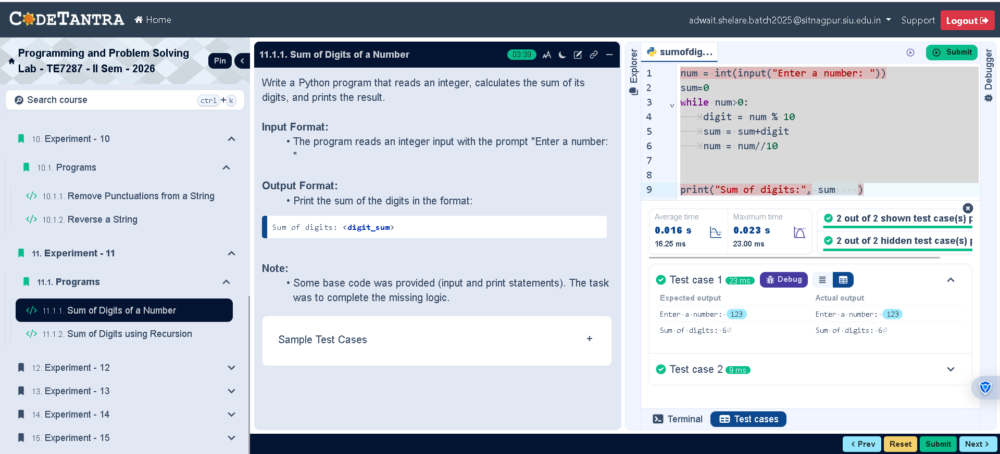 CODETANTRA
Home
adwait.shelare.batch2025@sitnagpur.siu.edu.in
Support
Logout
Programming and Problem Solving
Lab - TE7287 - II Sem - 2026
Pin
Search course
ctrl + k
10. Experiment - 10
10.1. Programs
10.1.1. Remove Punctuations from a String
10.1.2. Reverse a String
11. Experiment - 11
11.1. Programs
11.1.1. Sum of Digits of a Number
11.1.2. Sum of Digits using Recursion
12. Experiment - 12
13. Experiment - 13
14. Experiment - 14
15. Experiment - 15
11.1.1. Sum of Digits of a Number
03:39
AA
Write a Python program that reads an integer, calculates the sum of its
digits, and prints the result.
Input Format:
• The program reads an integer input with the prompt "Enter a number:
"
Output Format:
• Print the sum of the digits in the format:
Sum of digits: <digit_sum>
Note:
• Some base code was provided (input and print statements). The task
was to complete the missing logic.
Sample Test Cases
+
Explorer
sumofdig...
Submit
Debugger
1 num = int(input("Enter a number: "))
2 sum=0
3 while num>0:
4 digit = num % 10
5 sum = sum+digit
6 num = num//10
7
8
9 print("Sum of digits:", sum )
Average time
0.016 s
16.25 ms
Maximum time
0.023 s
23.00 ms
2 out of 2 shown test case(s) p
2 out of 2 hidden test case(s) p
Test case 1 23 ms
Debug
Expected output
Actual output
Enter a number: 123
Enter a number: 123
Sum of digits: 6
Sum of digits: 6
Test case 2 9 ms
Terminal
Test cases
< Prev
Reset
Submit
Next >